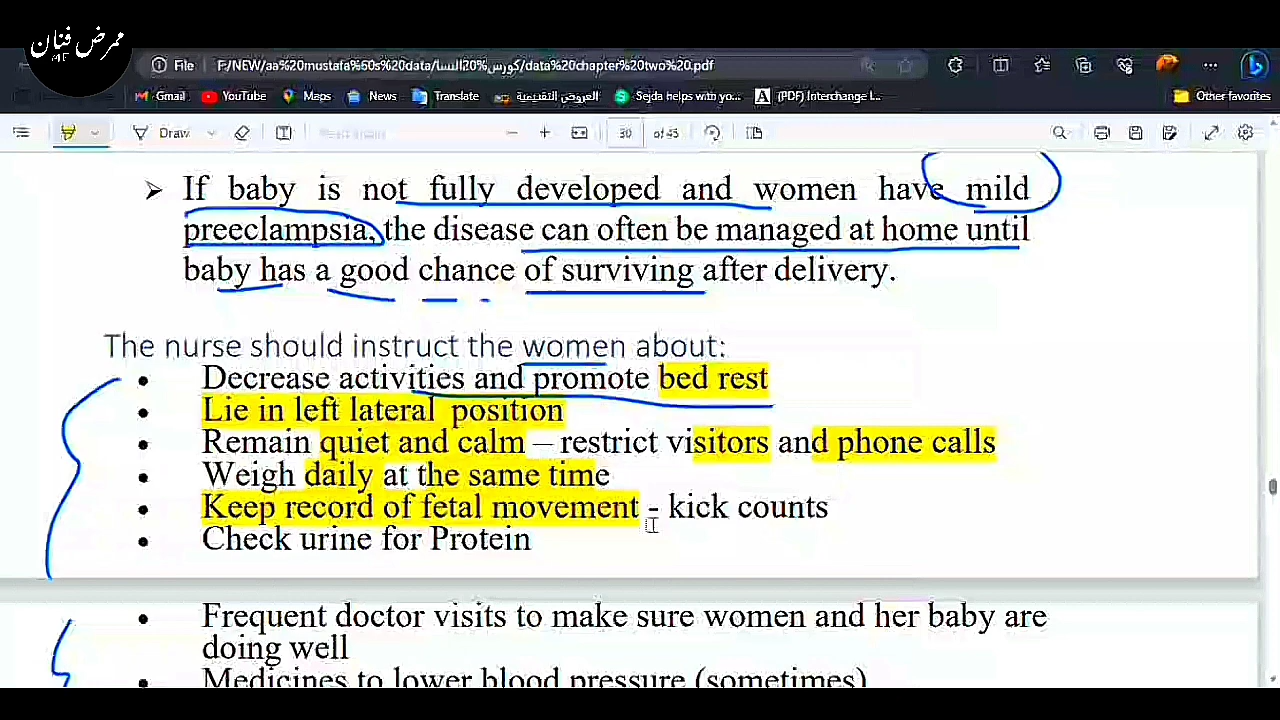 ممرض فنان
MF
File F:/NEW/aa%20mustafa%60s%20data/كورس%20النسا/data%20chapter%20two%20.pdf
Gmail YouTube Maps News Translate العروض التقديمية Sejda helps with yo... (PDF) Interchange I... Other favorites
Draw Read aloud 30 of 45
➢ If baby is not fully developed and women have mild
preeclampsia, the disease can often be managed at home until
baby has a good chance of surviving after delivery.
The nurse should instruct the women about:
• Decrease activities and promote bed rest
• Lie in left lateral position
• Remain quiet and calm – restrict visitors and phone calls
• Weigh daily at the same time
• Keep record of fetal movement - kick counts
• Check urine for Protein
• Frequent doctor visits to make sure women and her baby are
doing well
• Medicines to lower blood pressure (sometimes)